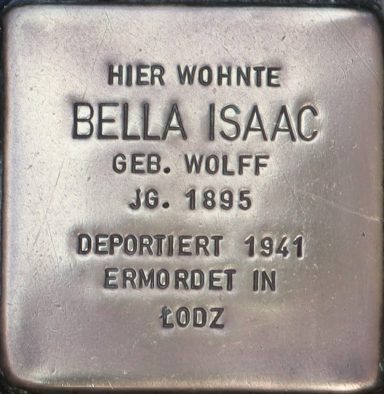 HIER WOHNTE
BELLA ISAAC
GEB. WOLFF
JG. 1895
DEPORTIERT 1941
ERMORDET IN
ŁODZ